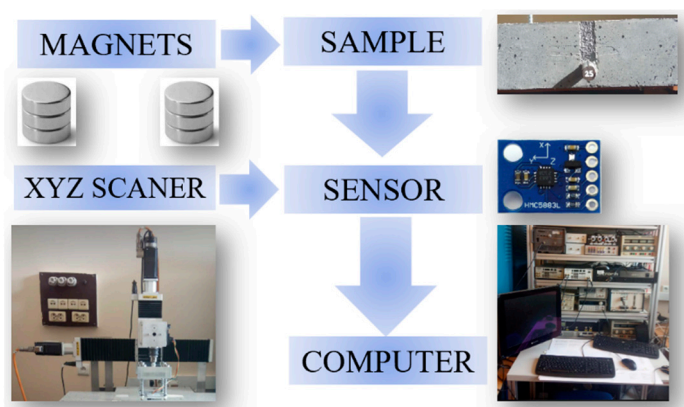 MAGNETS
SAMPLE
15
XYZ SCANER
SENSOR
X
Y
Z
HMC5883L
COMPUTER